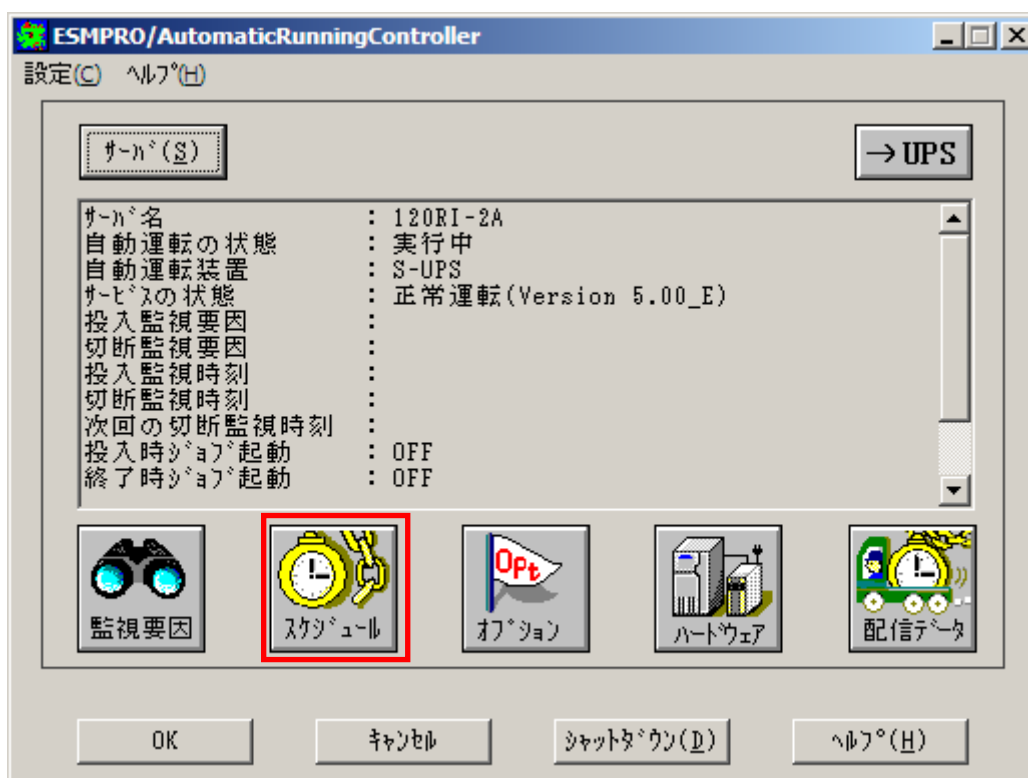 ESMPRO/AutomaticRunningController
設定(C) ﾍﾙﾌﾟ(H)
ｻｰﾊﾞ(S) →UPS
ｻｰﾊﾞ名 : 120RI-2A
自動運転の状態 : 実行中
自動運転装置 : S-UPS
ｻｰﾋﾞｽの状態 : 正常運転(Version 5.00_E)
投入監視要因 :
切断監視要因 :
投入監視時刻 :
切断監視時刻 :
次回の切断監視時刻 :
投入時ｼﾞｮﾌﾞ起動 : OFF
終了時ｼﾞｮﾌﾞ起動 : OFF
監視要因 ｽｹｼﾞｭｰﾙ Opt ｵﾌﾟｼｮﾝ ﾊｰﾄﾞｳｪｱ 配信ﾃﾞｰﾀ
OK ｷｬﾝｾﾙ ｼｬｯﾄﾀﾞｳﾝ(D) ﾍﾙﾌﾟ(H)